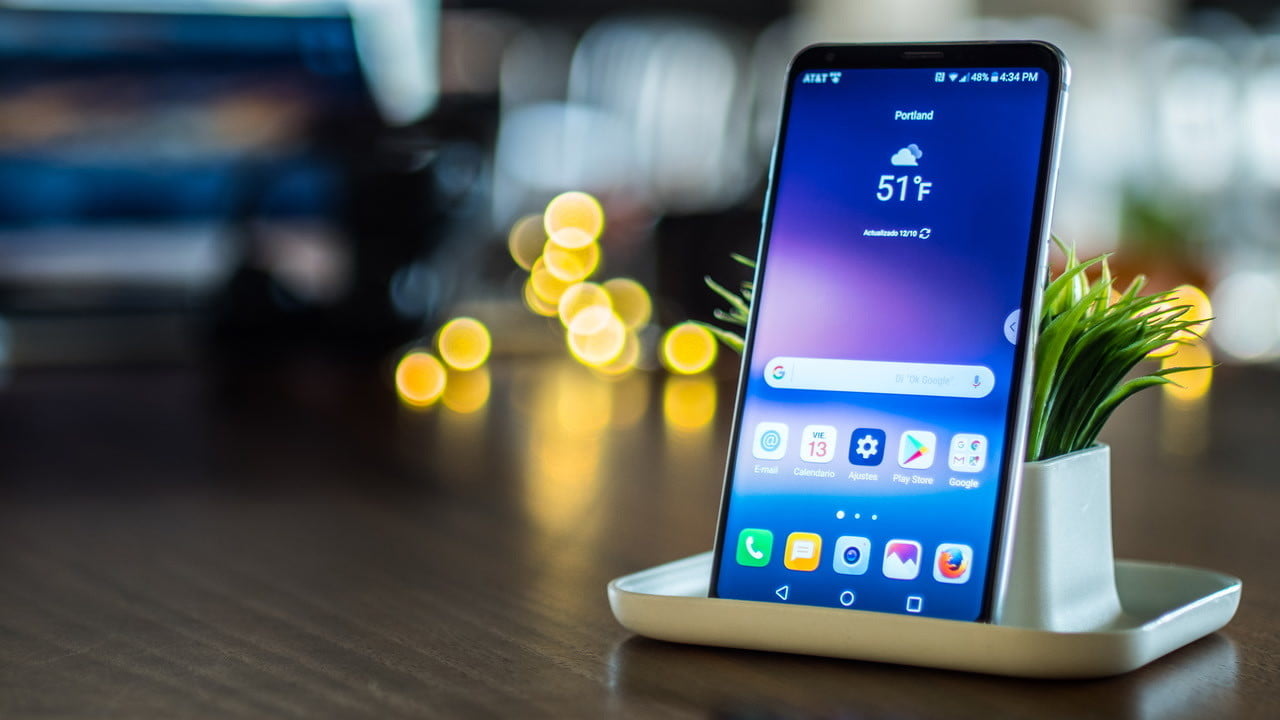 AT&T 48% 4:34 PM
Portland
51°F
Actualizado 12/10
Di "Ok Google"
VIE.
13
E-mail Calendario Ajustes Play Store Google